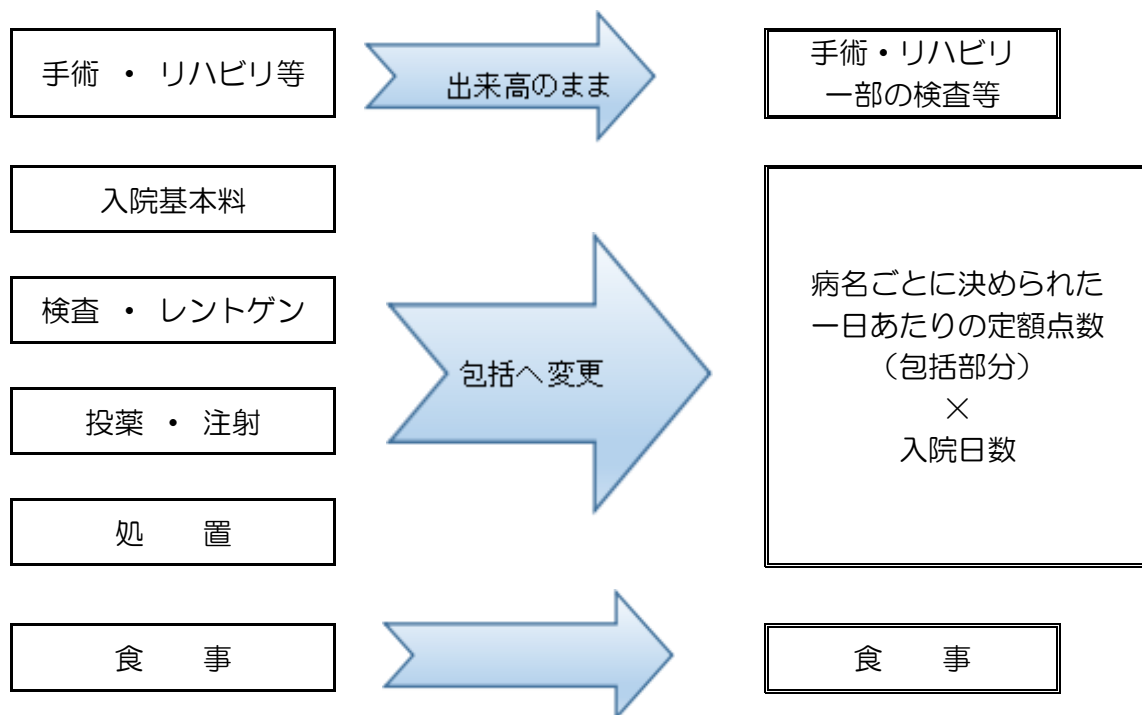 手術 ・ リハビリ等
出来高のまま
手術・リハビリ
一部の検査等
入院基本料
検査 ・ レントゲン
投薬 ・ 注射
処　　置
包括へ変更
病名ごとに決められた
一日あたりの定額点数
（包括部分）
×
入院日数
食　　事
食　　事